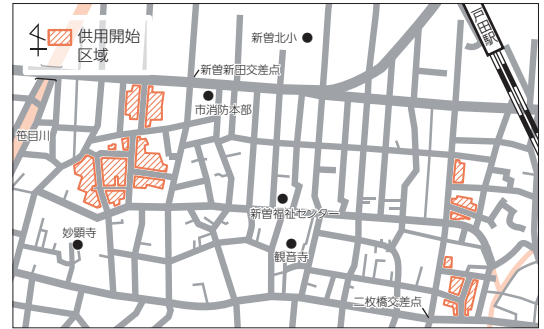 供用開始
区域
新曽北小
戸田駅
新曽新田交差点
市消防本部
笹目川
新曽福祉センター
妙顕寺
観音寺
二枚橋交差点